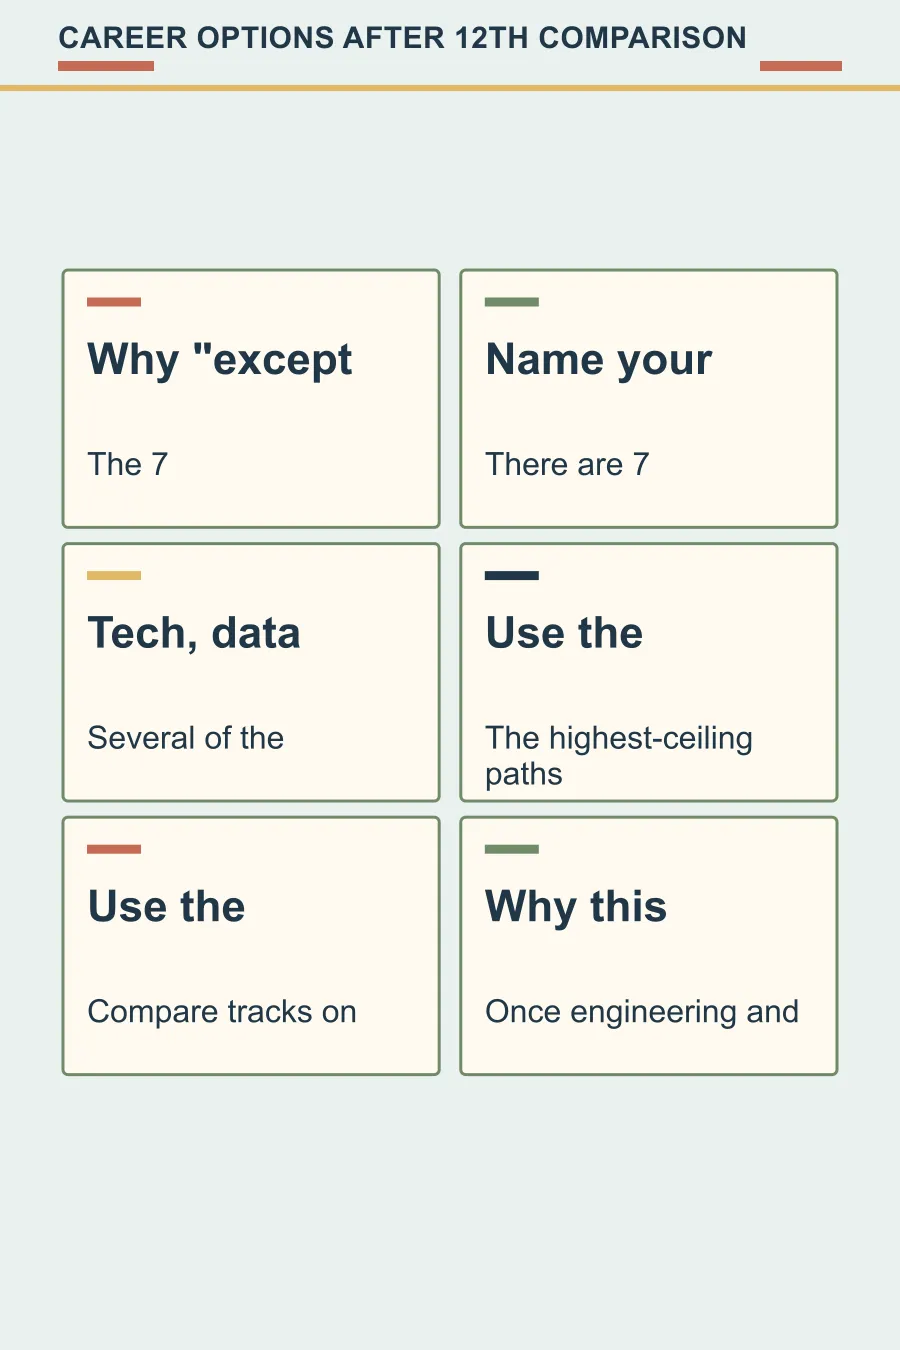 CAREER OPTIONS AFTER 12TH COMPARISON
Why "except
The 7
Name your
There are 7
Tech, data
Several of the
Use the
The highest-ceiling
paths
Use the
Compare tracks on
Why this
Once engineering and